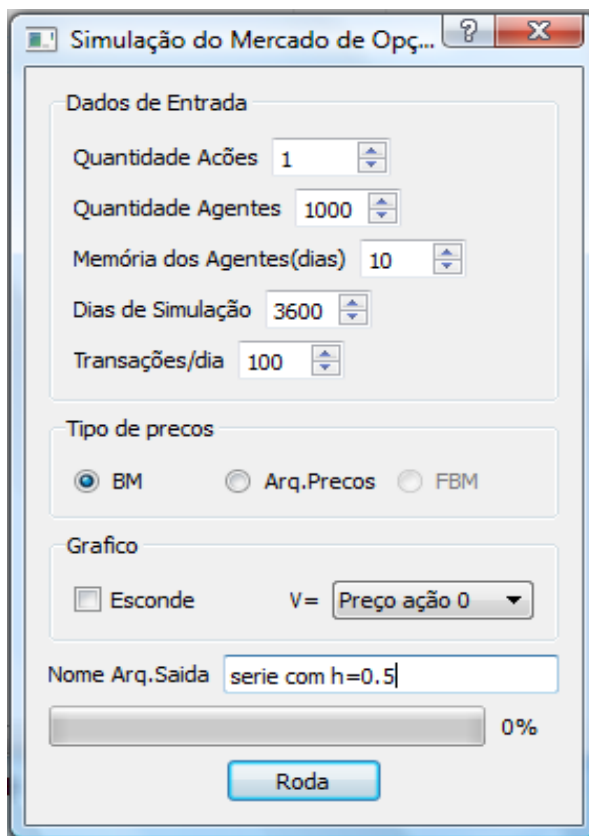 Simulação do Mercado de Opç...
Dados de Entrada
Quantidade Acões 1
Quantidade Agentes 1000
Memória dos Agentes(dias) 10
Dias de Simulação 3600
Transações/dia 100
Tipo de precos
BM Arq.Precos FBM
Grafico
Esconde V= Preço ação 0
Nome Arq.Saida serie com h=0.5
0%
Roda